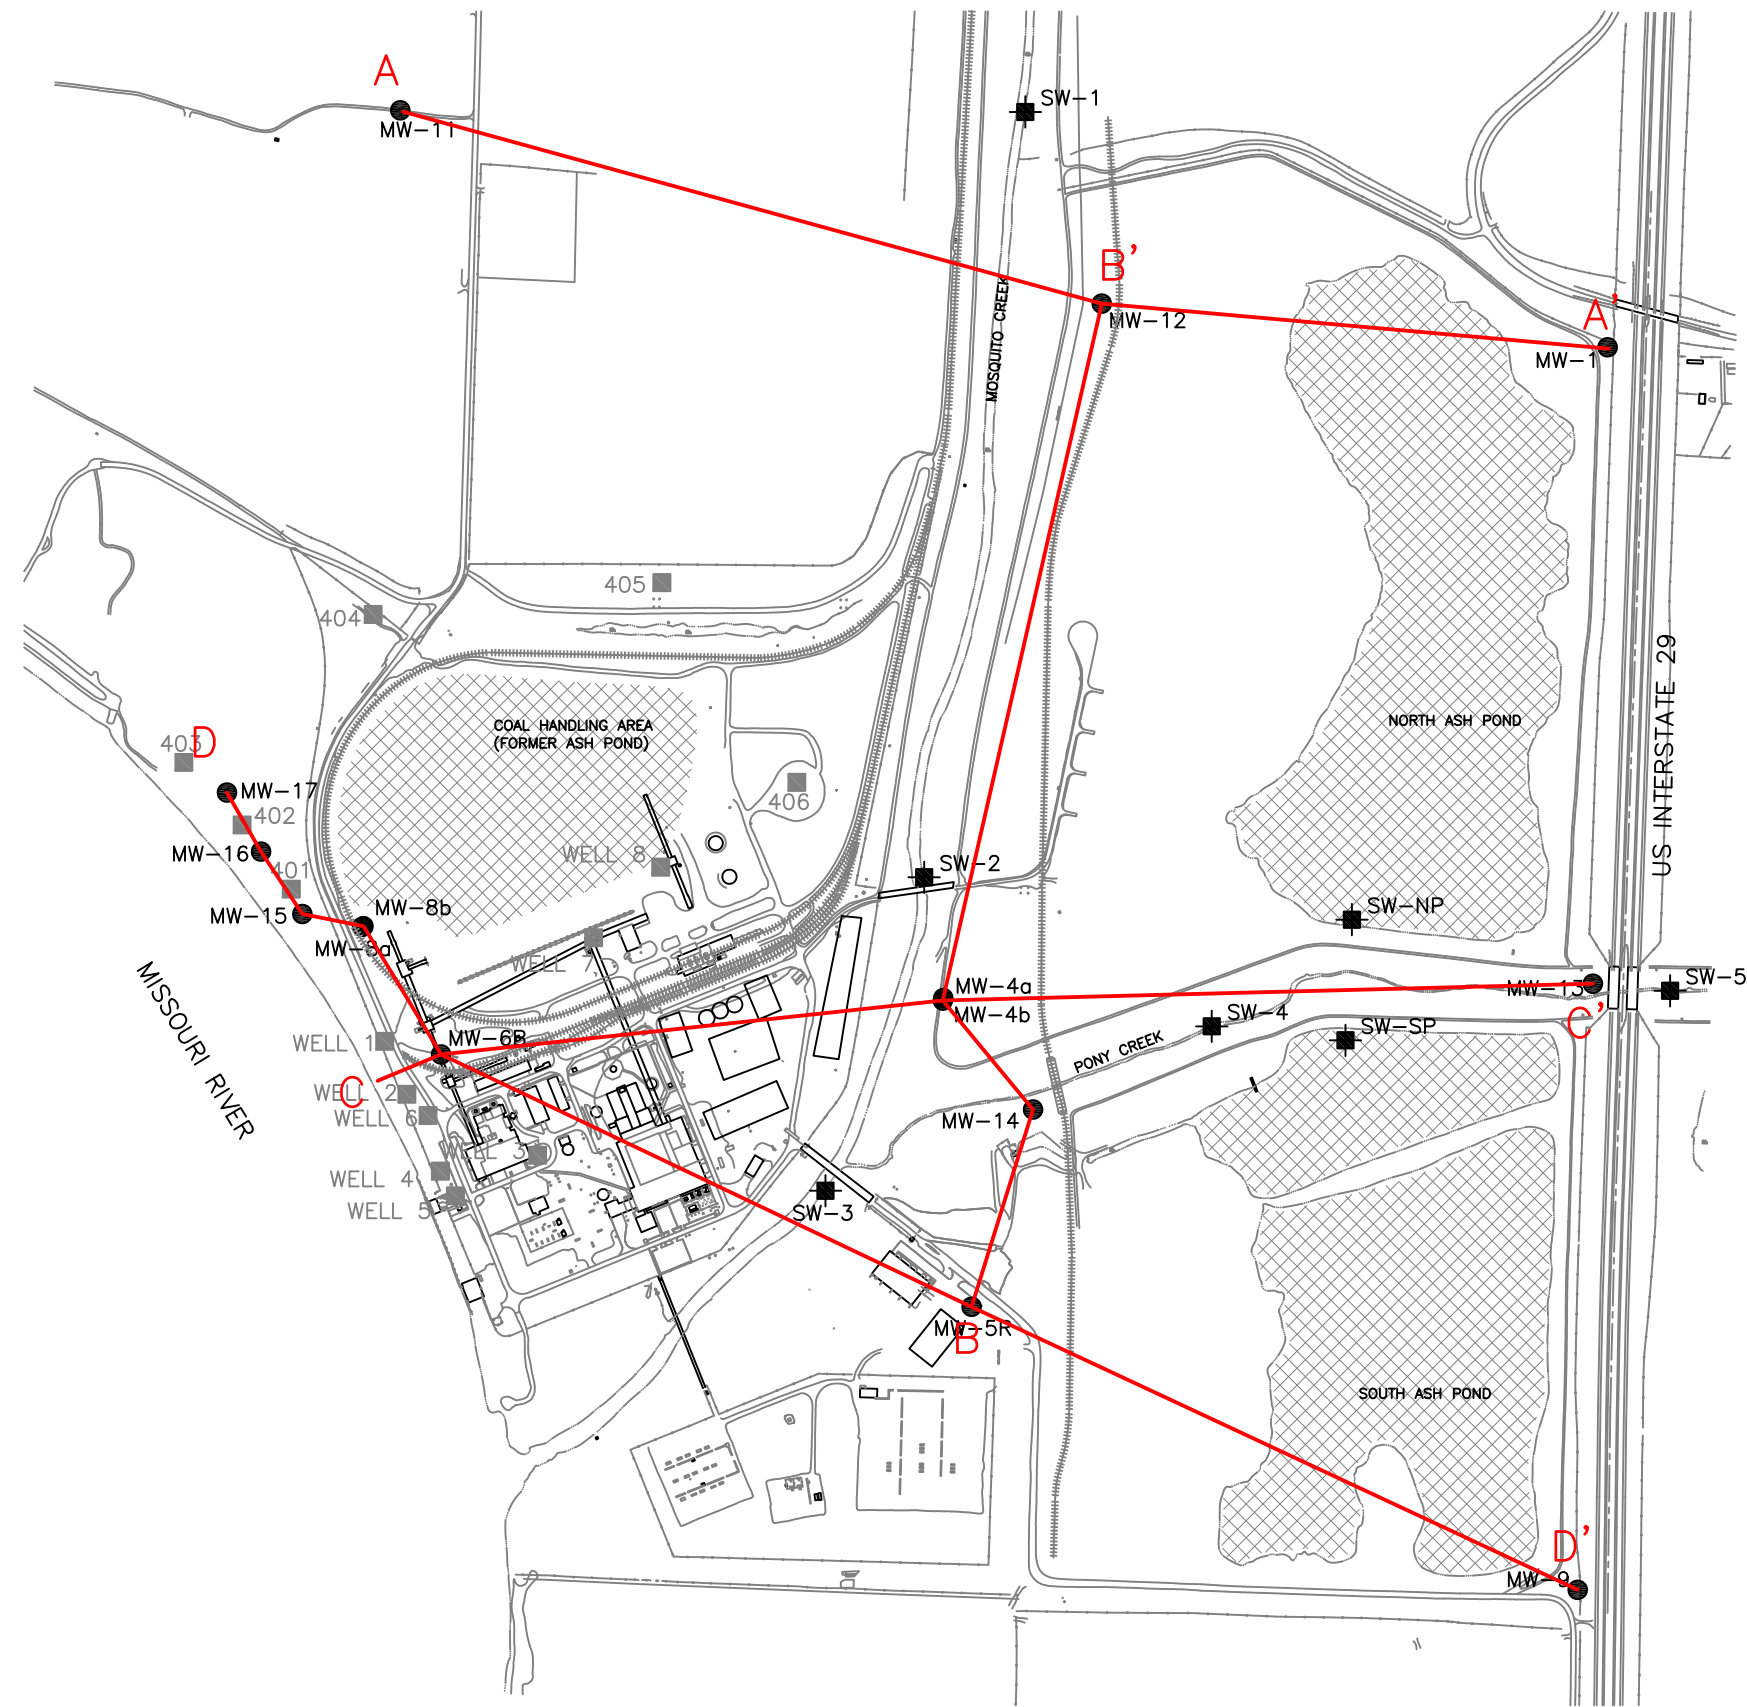 A
MW-11
SW-1
B'
MW-12
MOSQUITO CREEK
A'
MW-1
405
404
US INTERSTATE 29
COAL HANDLING AREA
(FORMER ASH POND)
NORTH ASH POND
403
D
MW-17
402
406
MW-16
WELL 8
401
SW-2
MW-15
MW-8b
MW-8a
SW-NP
WELL 7
MW-4a
MW-4b
MW-13
SW-5
C'
SW-4
SW-SP
MISSOURI RIVER
WELL 1
MW-6R
PONY CREEK
C
WELL 2
WELL 6
MW-14
WELL 3
WELL 4
WELL 5
SW-3
MW-5R
B
SOUTH ASH POND
D'
MW-9